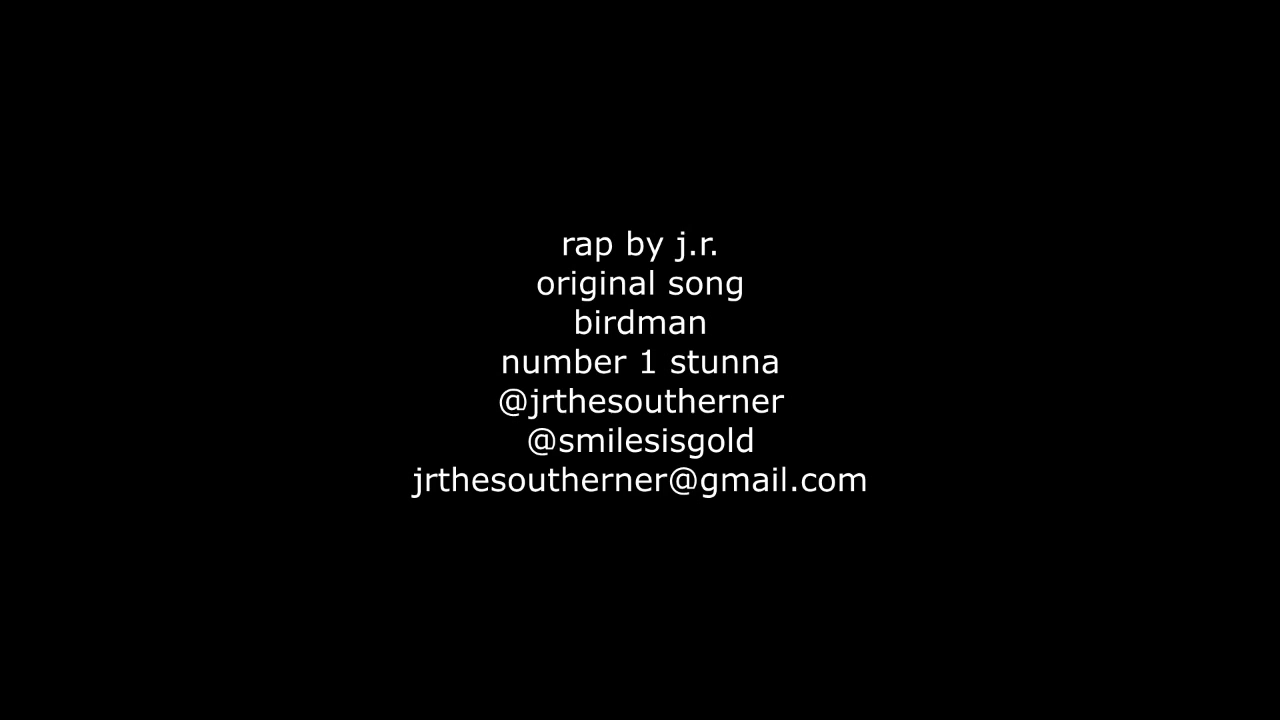 rap by j.r.
original song
birdman
number 1 stunna
@jrthesoutherner
@smilesisgold
jrthesoutherner@gmail.com